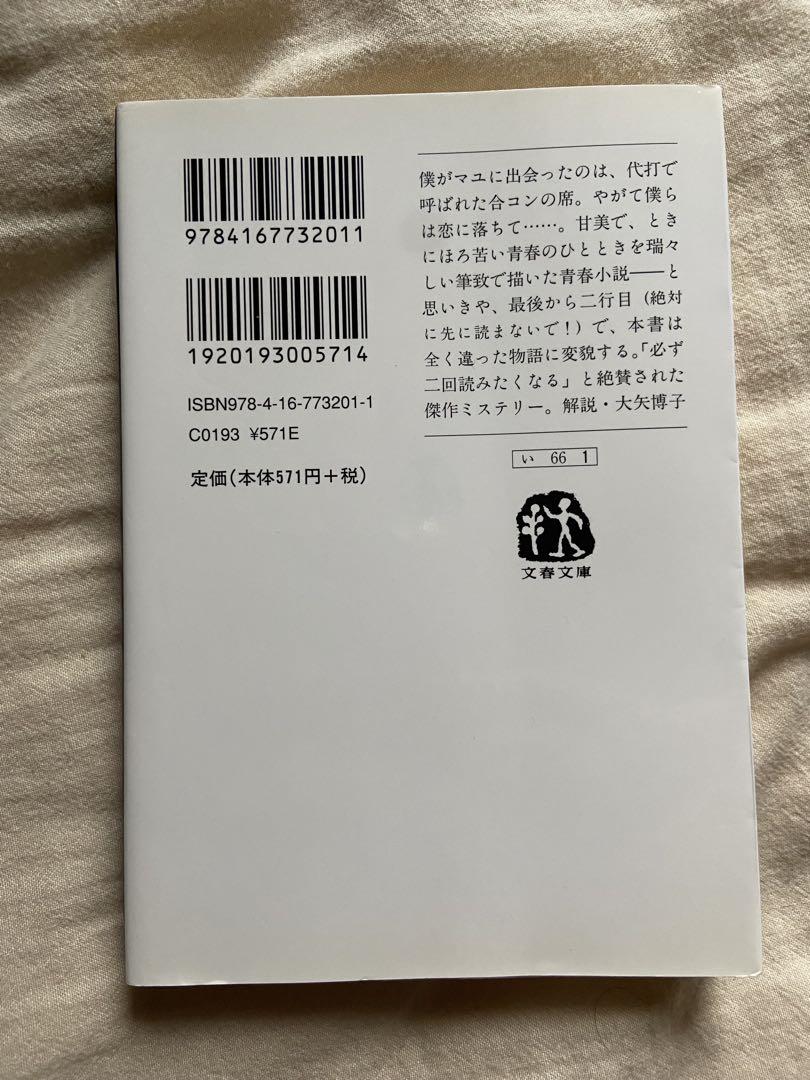 9784167732011
1920193005714
ISBN978-4-16-773201-1
C0193 ¥571E
定価(本体571円+税)
僕がマユに出会ったのは、代打で
呼ばれた合コンの席。やがて僕ら
は恋に落ちて……。甘美で、とき
にほろ苦い青春のひとときを瑞々
しい筆致で描いた青春小説――と
思いきや、最後から二行目(絶対
に先に読まないで!)で、本書は
全く違った物語に変貌する。「必ず
二回読みたくなる」と絶賛された
傑作ミステリー。解説・大矢博子
い 66 1
文春文庫